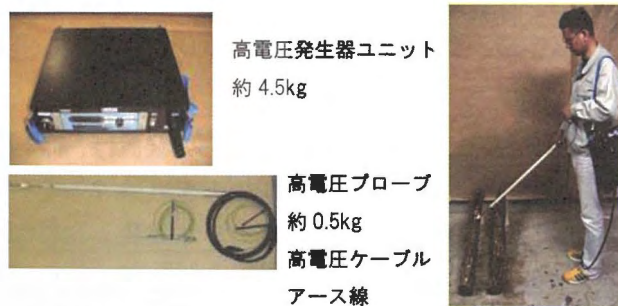 高電圧発生器ユニット
約 4.5kg
高電圧プローブ
約 0.5kg
高電圧ケーブル
アース線